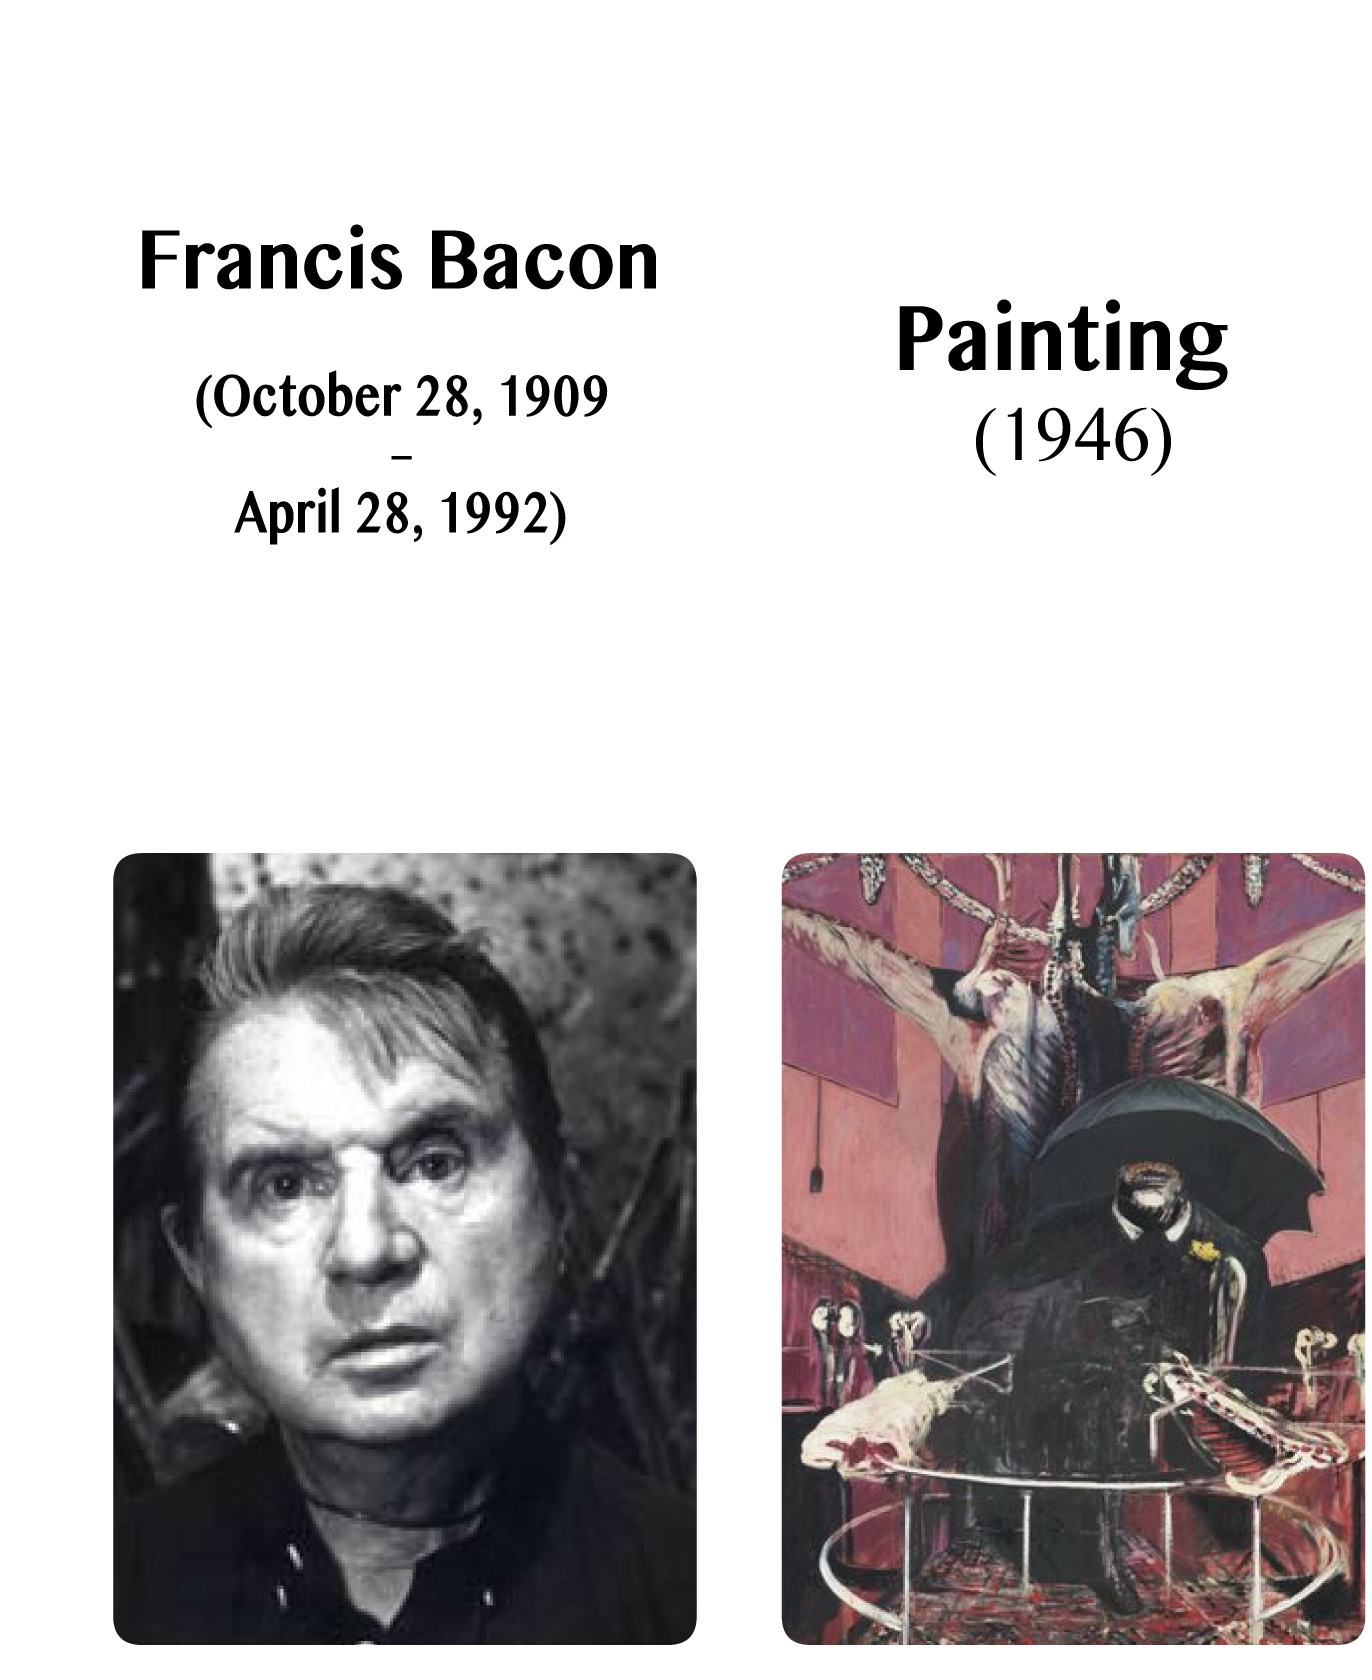 Francis Bacon
(October 28, 1909
–
April 28, 1992)
Painting
(1946)